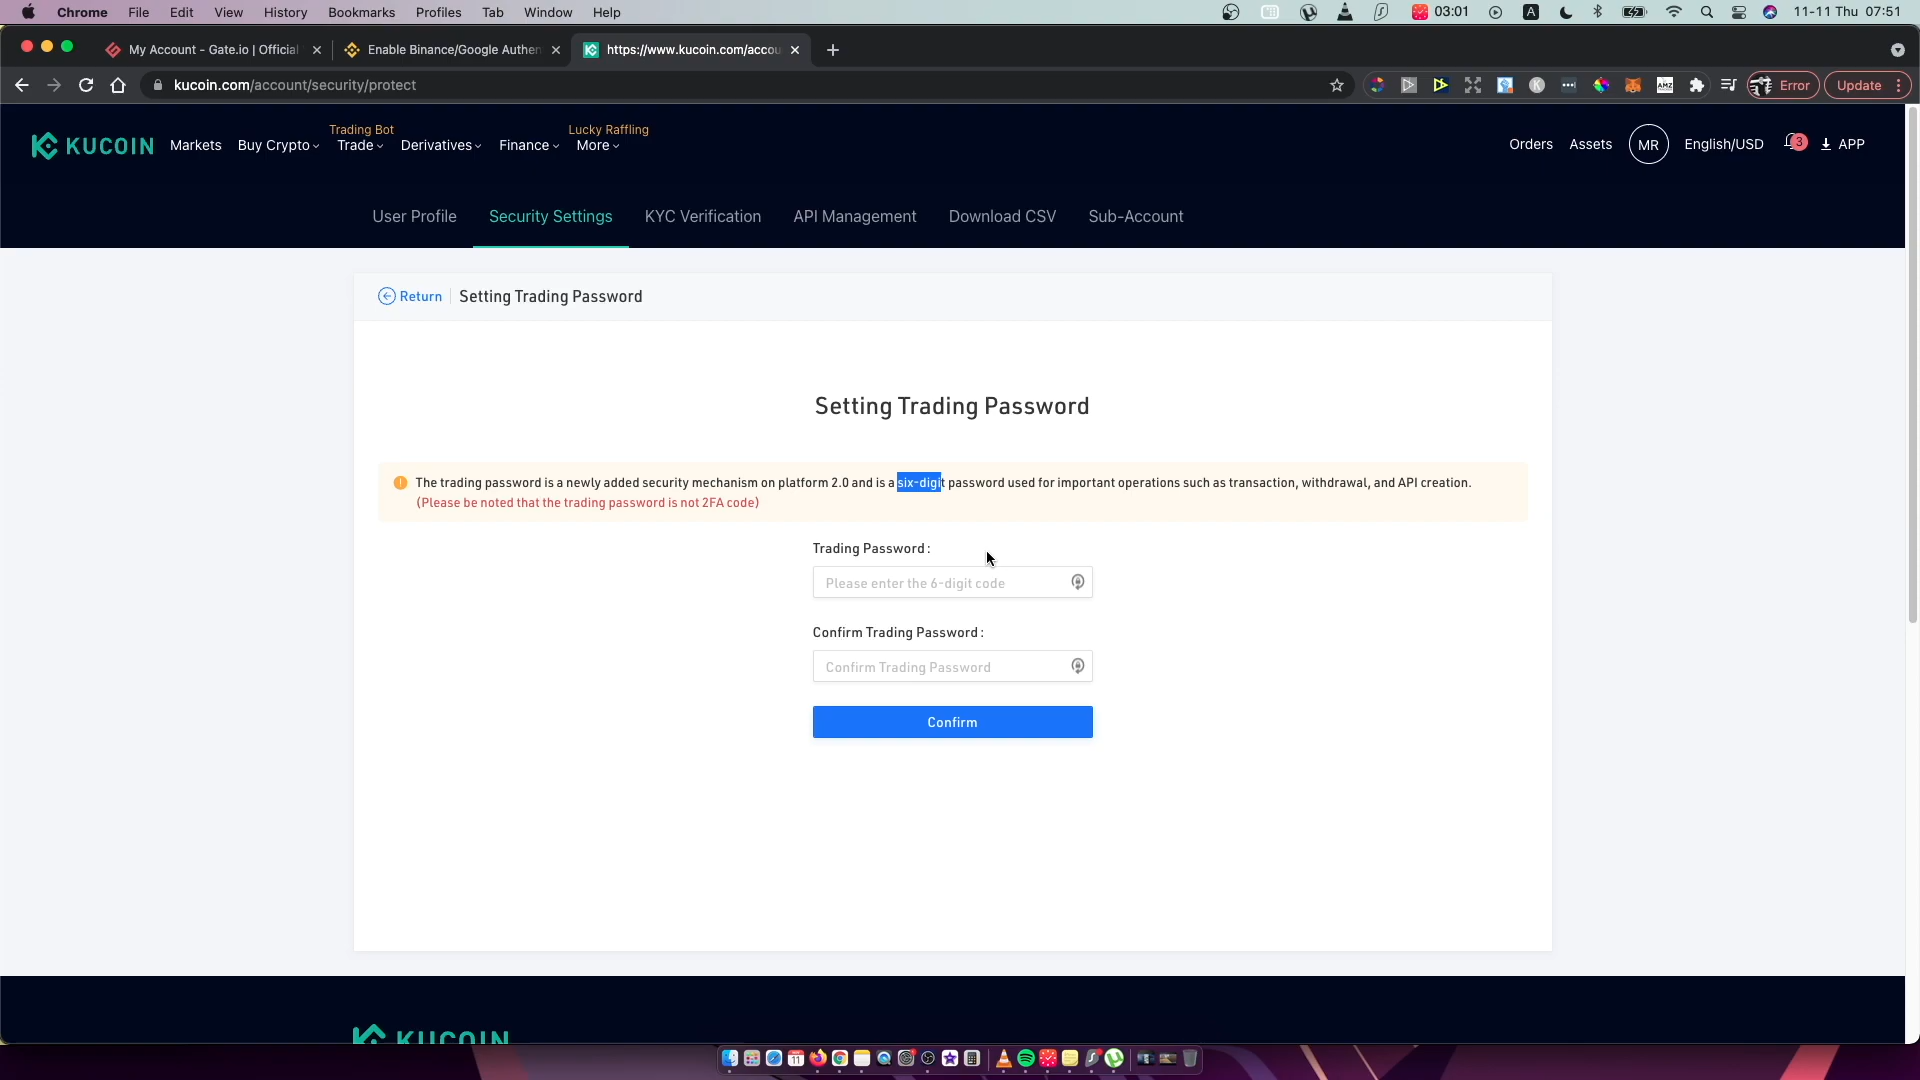 Chrome File Edit View History Bookmarks Profiles Tab Window Help 03:01 A 11-11 Thu 07:51
My Account - Gate.io | Official Enable Binance/Google Authen https://www.kucoin.com/accou
kucoin.com/account/security/protect AMZ Error Update
Trading Bot Lucky Raffling
KUCOIN Markets Buy Crypto Trade Derivatives Finance More Orders Assets MR English/USD 3 APP
User Profile Security Settings KYC Verification API Management Download CSV Sub-Account
Return Setting Trading Password
Setting Trading Password
The trading password is a newly added security mechanism on platform 2.0 and is a six-digit password used for important operations such as transaction, withdrawal, and API creation.
(Please be noted that the trading password is not 2FA code)
Trading Password :
Please enter the 6-digit code
Confirm Trading Password :
Confirm Trading Password
Confirm
KUCOIN